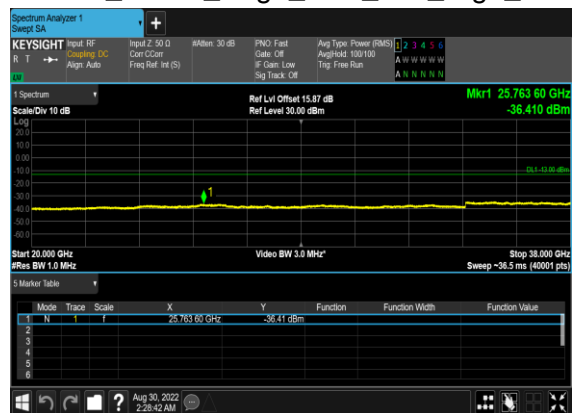 Spectrum Analyzer 1
Swept SA
KEYSIGHT Input: RF Input Z: 50 Ω #Atten: 30 dB PNO: Fast Avg Type: Power (RMS) 1 2 3 4 5 6
R T Coupling: DC Corr CCorr Gate: Off Avg|Hold: 100/100 A W W W W W
Align: Auto Freq Ref: Int (S) IF Gain: Low Trig: Free Run
Sig Track: Off A N N N N N
1 Spectrum Ref Lvl Offset 15.87 dB Mkr1 25.763 60 GHz
Scale/Div 10 dB Ref Level 30.00 dBm -36.410 dBm
Log
20.0
10.0
0.00
-10.0 DL1 -13.00 dBm
-20.0
-30.0 1
-40.0
-50.0
-60.0
Start 20.000 GHz Video BW 3.0 MHz* Stop 38.000 GHz
#Res BW 1.0 MHz Sweep ~36.5 ms (40001 pts)
5 Marker Table
Mode Trace Scale X Y Function Function Width Function Value
1 N 1 f 25.763 60 GHz -36.41 dBm
2
3
4
5
6
? Aug 30, 2022
2:28:42 AM